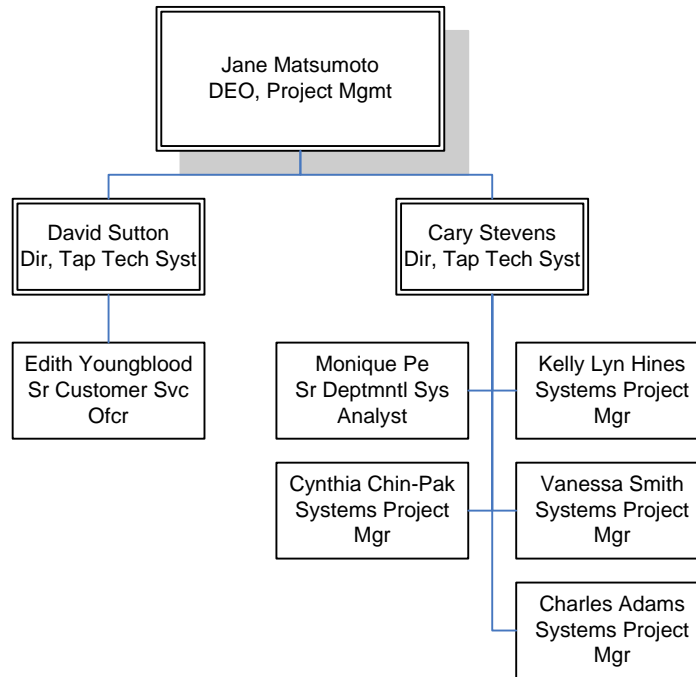 Jane Matsumoto
DEO, Project Mgmt
David Sutton
Dir, Tap Tech Syst
Cary Stevens
Dir, Tap Tech Syst
Edith Youngblood
Sr Customer Svc
Ofcr
Monique Pe
Sr Deptmntl Sys
Analyst
Kelly Lyn Hines
Systems Project
Mgr
Cynthia Chin-Pak
Systems Project
Mgr
Vanessa Smith
Systems Project
Mgr
Charles Adams
Systems Project
Mgr